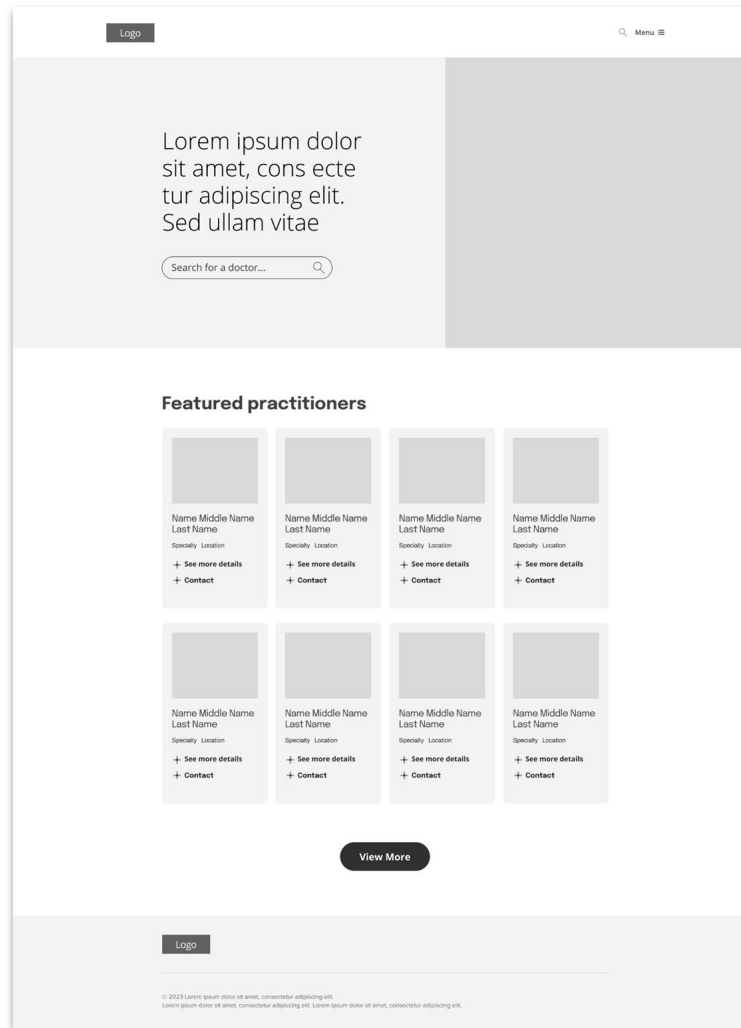 Logo
Menu
Lorem ipsum dolor
sit amet, cons ecte
tur adipiscing elit.
Sed ullam vitae
Search for a doctor...
Featured practitioners
Name Middle Name
Last Name
Specialty Location
See more details
Contact
Name Middle Name
Last Name
Specialty Location
See more details
Contact
Name Middle Name
Last Name
Specialty Location
See more details
Contact
Name Middle Name
Last Name
Specialty Location
See more details
Contact
Name Middle Name
Last Name
Specialty Location
See more details
Contact
Name Middle Name
Last Name
Specialty Location
See more details
Contact
Name Middle Name
Last Name
Specialty Location
See more details
Contact
Name Middle Name
Last Name
Specialty Location
See more details
Contact
View More
Logo
© 2023 Lorem ipsum dolor sit amet, consectetur adipiscing elit.
Lorem ipsum dolor sit amet, consectetur adipiscing elit. Lorem ipsum dolor sit amet, consectetur adipiscing elit.